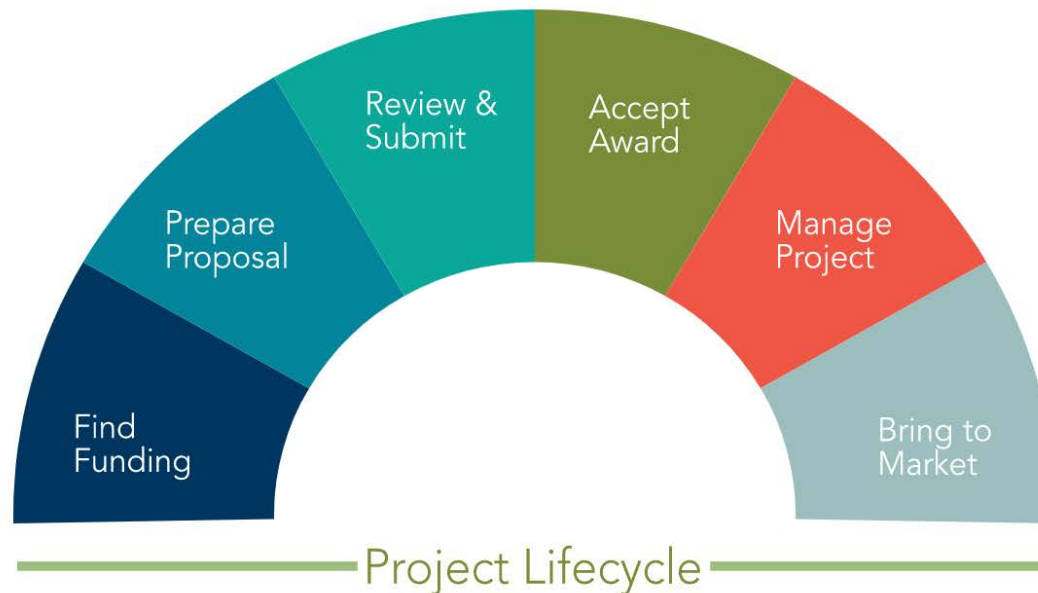 Find
Funding
Prepare
Proposal
Review &
Submit
Accept
Award
Manage
Project
Bring to
Market
Project Lifecycle